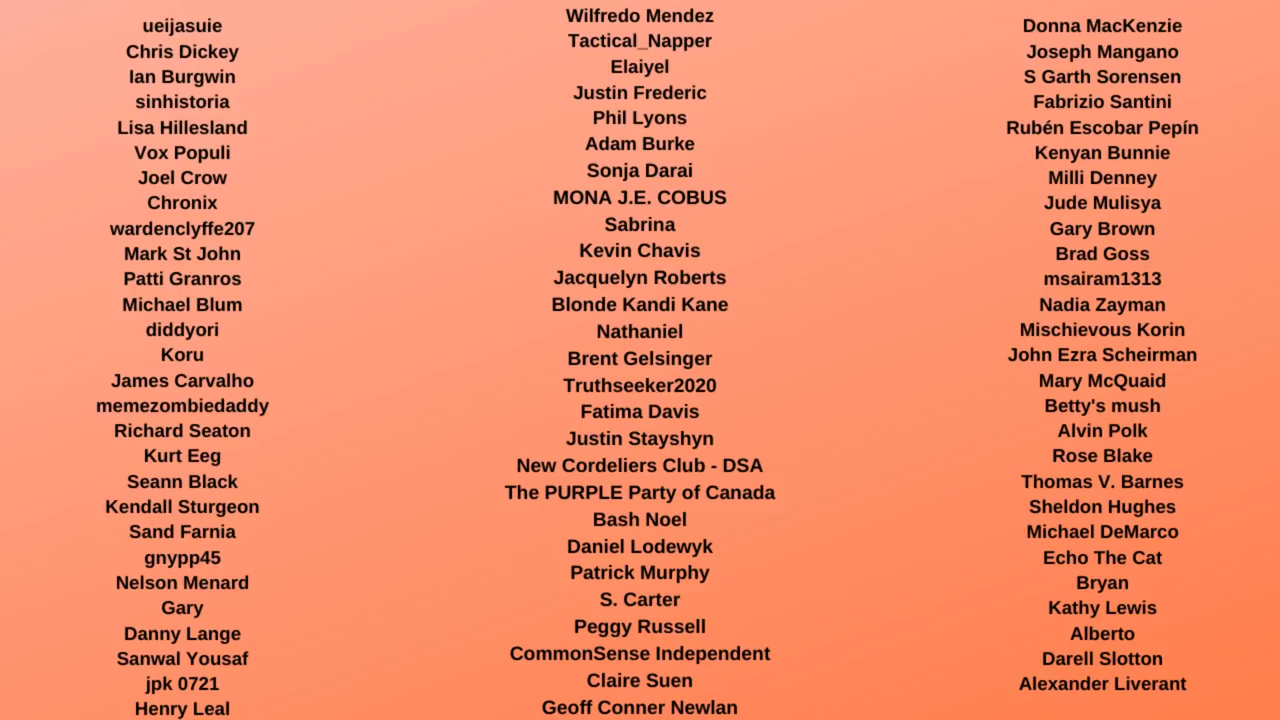 ueijasuie
Chris Dickey
Ian Burgwin
sinhistoria
Lisa Hillesland
Vox Populi
Joel Crow
Chronix
wardenclyffe207
Mark St John
Patti Granros
Michael Blum
diddyori
Koru
James Carvalho
memezombiedaddy
Richard Seaton
Kurt Eeg
Seann Black
Kendall Sturgeon
Sand Farnia
gnypp45
Nelson Menard
Gary
Danny Lange
Sanwal Yousaf
jpk 0721
Henry Leal
Wilfredo Mendez
Tactical_Napper
Elaiyel
Justin Frederic
Phil Lyons
Adam Burke
Sonja Darai
MONA J.E. COBUS
Sabrina
Kevin Chavis
Jacquelyn Roberts
Blonde Kandi Kane
Nathaniel
Brent Gelsinger
Truthseeker2020
Fatima Davis
Justin Stayshyn
New Cordeliers Club - DSA
The PURPLE Party of Canada
Bash Noel
Daniel Lodewyk
Patrick Murphy
S. Carter
Peggy Russell
CommonSense Independent
Claire Suen
Geoff Conner Newlan
Donna MacKenzie
Joseph Mangano
S Garth Sorensen
Fabrizio Santini
Rubén Escobar Pepín
Kenyan Bunnie
Milli Denney
Jude Mulisya
Gary Brown
Brad Goss
msairam1313
Nadia Zayman
Mischievous Korin
John Ezra Scheirman
Mary McQuaid
Betty's mush
Alvin Polk
Rose Blake
Thomas V. Barnes
Sheldon Hughes
Michael DeMarco
Echo The Cat
Bryan
Kathy Lewis
Alberto
Darell Slotton
Alexander Liverant